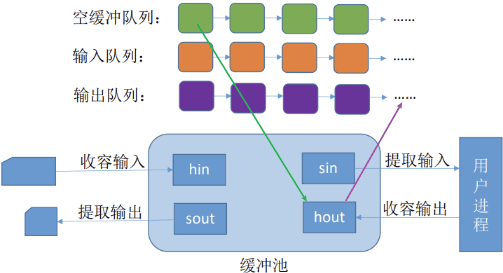 空缓冲队列： ……
输入队列： ……
输出队列： ……
收容输入 hin sin 提取输入
提取输出 sout hout 收容输出
用户进程
缓冲池